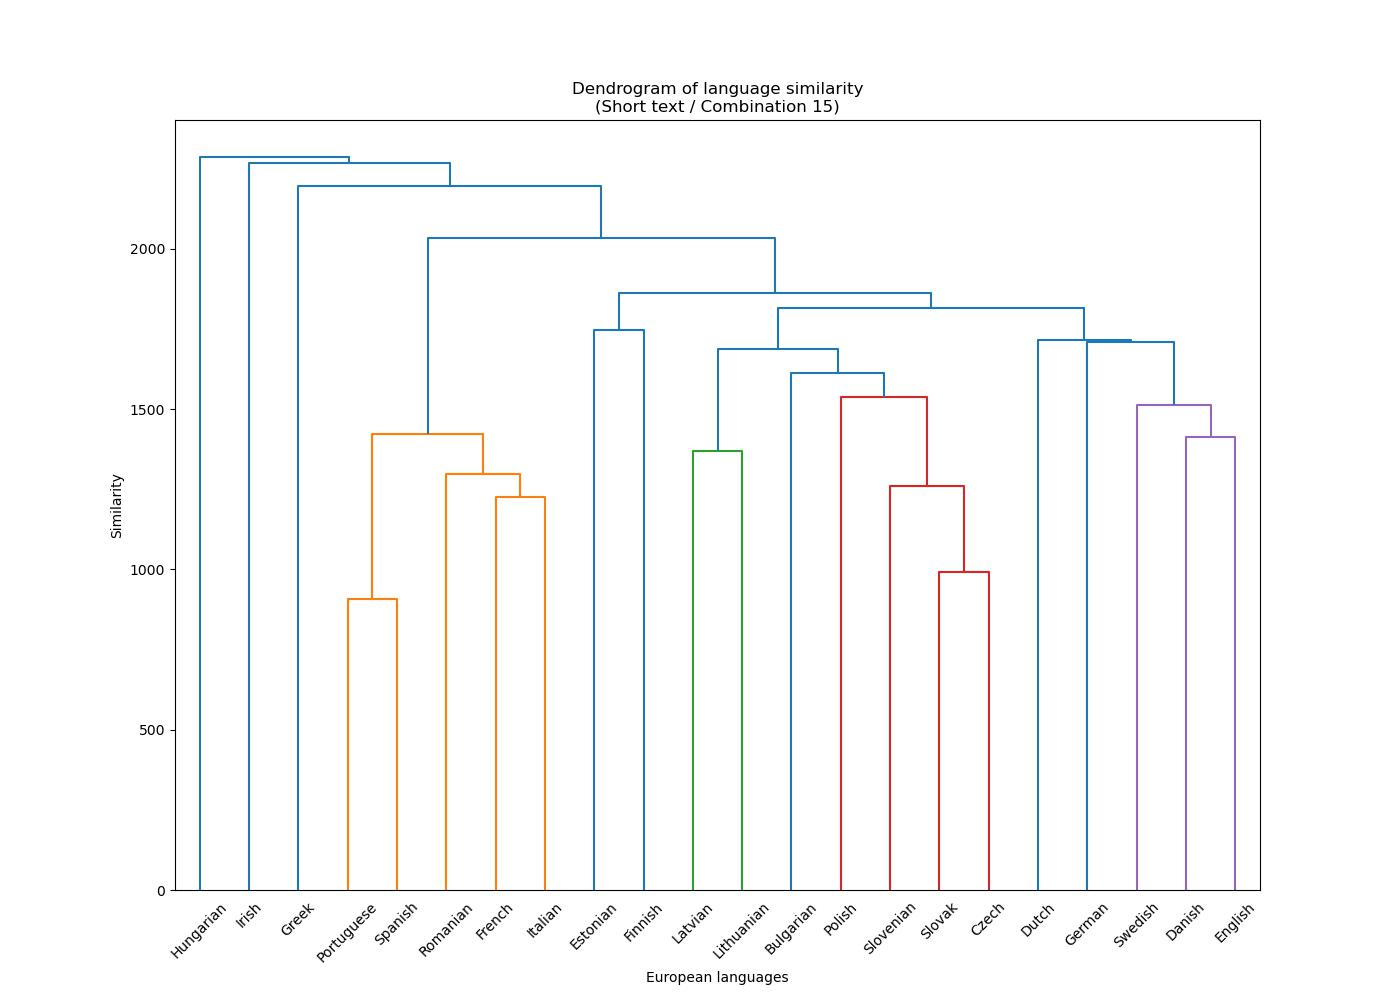 Dendrogram of language similarity
(Short text / Combination 15)
2000
1500
1000
500
0
Similarity
Hungarian
Irish
Greek
Portuguese
Spanish
Romanian
French
Italian
Estonian
Finnish
Latvian
Lithuanian
Bulgarian
Polish
Slovenian
Slovak
Czech
Dutch
German
Swedish
Danish
English
European languages